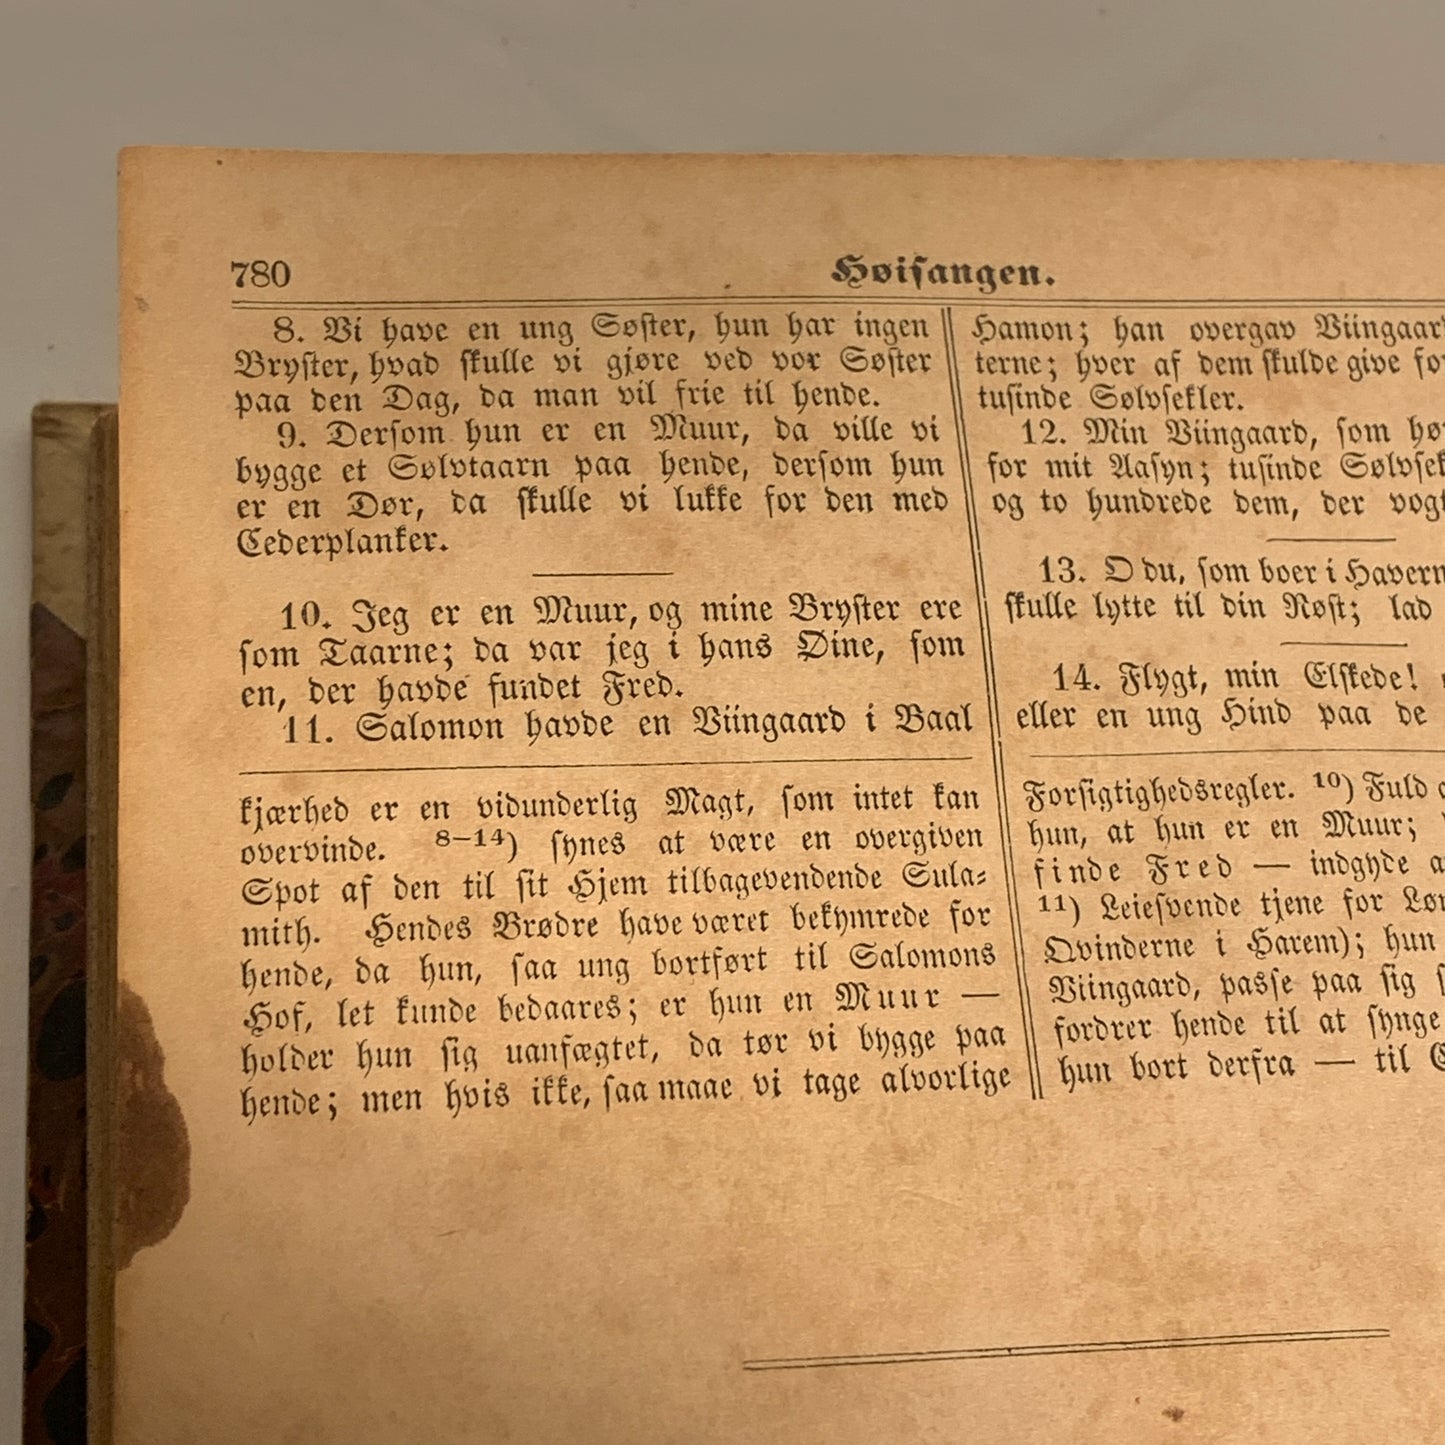 780
Høisangen.
8. Vi have en ung Søster, hun har ingen
Bryster, hvad skulle vi gjøre ved vor Søster
paa den Dag, da man vil frie til hende.
9. Dersom hun er en Muur, da ville vi
bygge et Sølvtaarn paa hende, dersom hun
er en Dør, da skulle vi lukke for den med
Cederplanker.
10. Jeg er en Muur, og mine Bryster ere
som Taarne; da var jeg i hans Øine, som
en, der havde fundet Fred.
11. Salomon havde en Viingaard i Baal
Hamon; han overgav
terne; hver af dem skulde give
tusinde Sølvsekler.
12. Min Viingaard, som
for mit Aasyn; tusinde
og to hundrede dem, der
13. O du, som boer i
skulle lytte til din Røst; lad
14. Flygt, min Elskede!
eller en ung Hind paa de
kjærhed er en vidunderlig Magt, som intet kan
overvinde. 8–14) synes at være en overgiven
Spot af den til sit Hjem tilbagevendende Sula-
mith. Hendes Brødre have været bekymrede for
hende, da hun, saa ung bortført til Salomons
Hof, let kunde bedaares; er hun en Muur —
holder hun sig uanfægtet, da tør vi bygge paa
hende; men hvis ikke, saa maae vi tage alvorlige
Forsigtighedsregler. 10) Fuld
hun, at hun er en Muur;
finde Fred — indgyde
11) Leiesvende tjene for
Qvinderne i Harem); hun
Viingaard, passe paa sig
fordrer hende til at synge
hun bort derfra — til